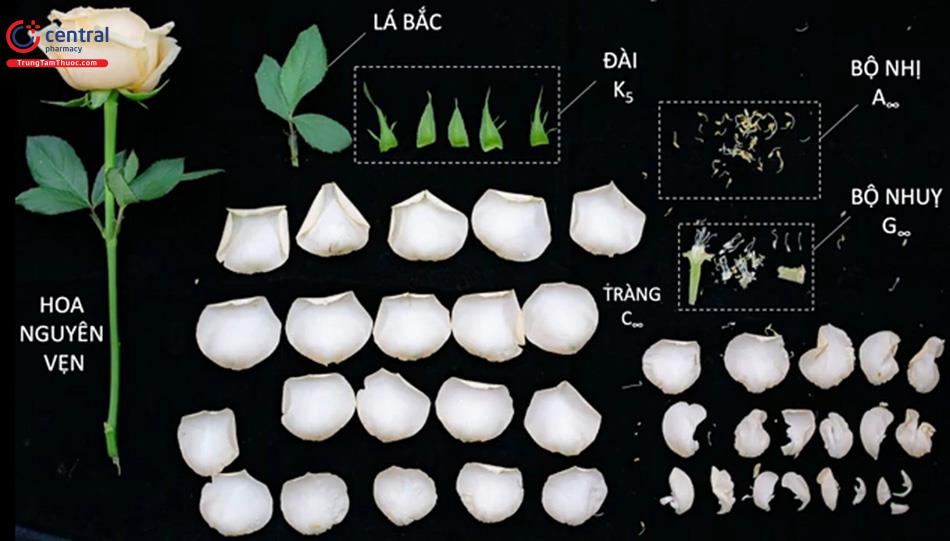 central
pharmacy
TrungTamThuoc.com
LÁ BẮC
ĐÀI
K5
BỘ NHỊ
A∞
BỘ NHUỴ
G∞
TRÀNG
C∞
HOA
NGUYÊN
VẸN